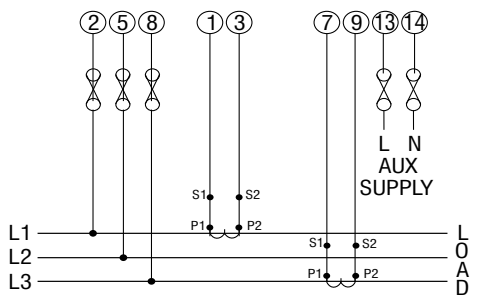 2 5 8 1 3 7 9 13 14
L N
AUX
SUPPLY
S1 S2
P1 P2
L1
S1 S2
L2
P1 P2
L3
L
O
A
D